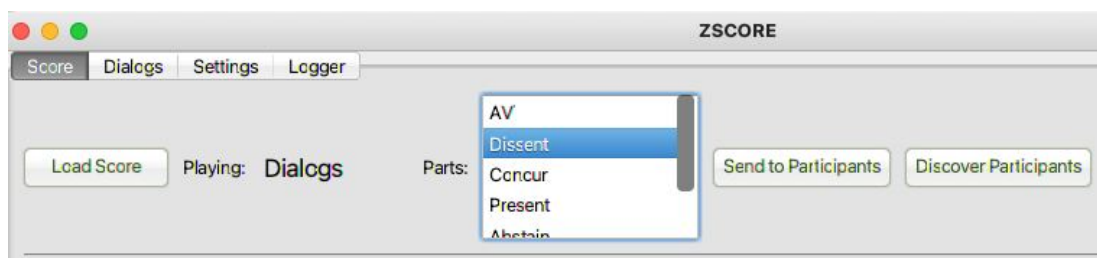 ZSCORE
Score Dialogs Settings Logger
Load Score Playing: Dialogs Parts: Send to Participants Discover Participants
AV
Dissent
Concur
Present
Abstain